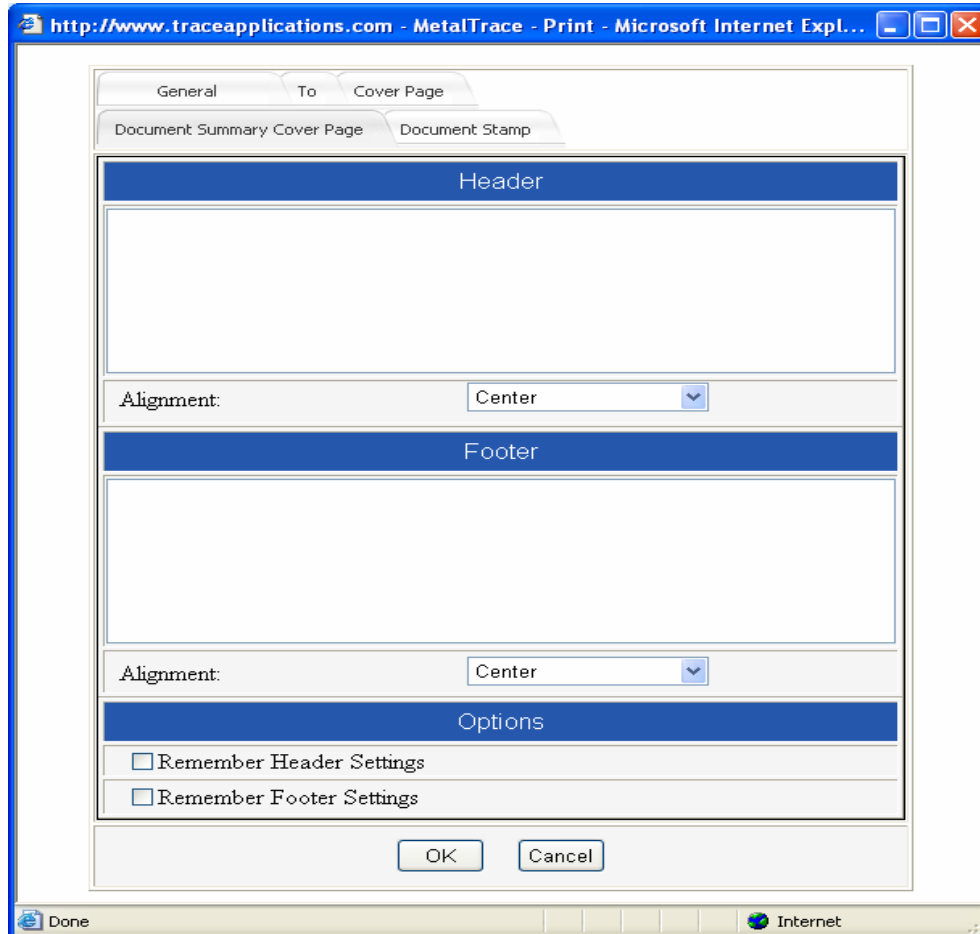 http://www.traceapplications.com - MetalTrace - Print - Microsoft Internet Expl...
General To Cover Page
Document Summary Cover Page Document Stamp
Header
Alignment: Center
Footer
Alignment: Center
Options
Remember Header Settings
Remember Footer Settings
OK Cancel
Done Internet